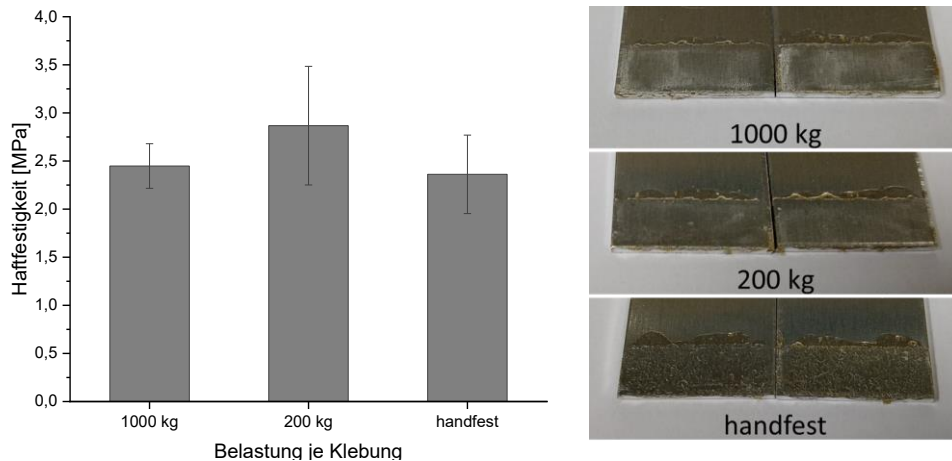 4,0
3,5
3,0
2,5
2,0
1,5
1,0
0,5
0,0
Haftfestigkeit [MPa]
1000 kg
200 kg
handfest
Belastung je Klebung
1000 kg
200 kg
handfest